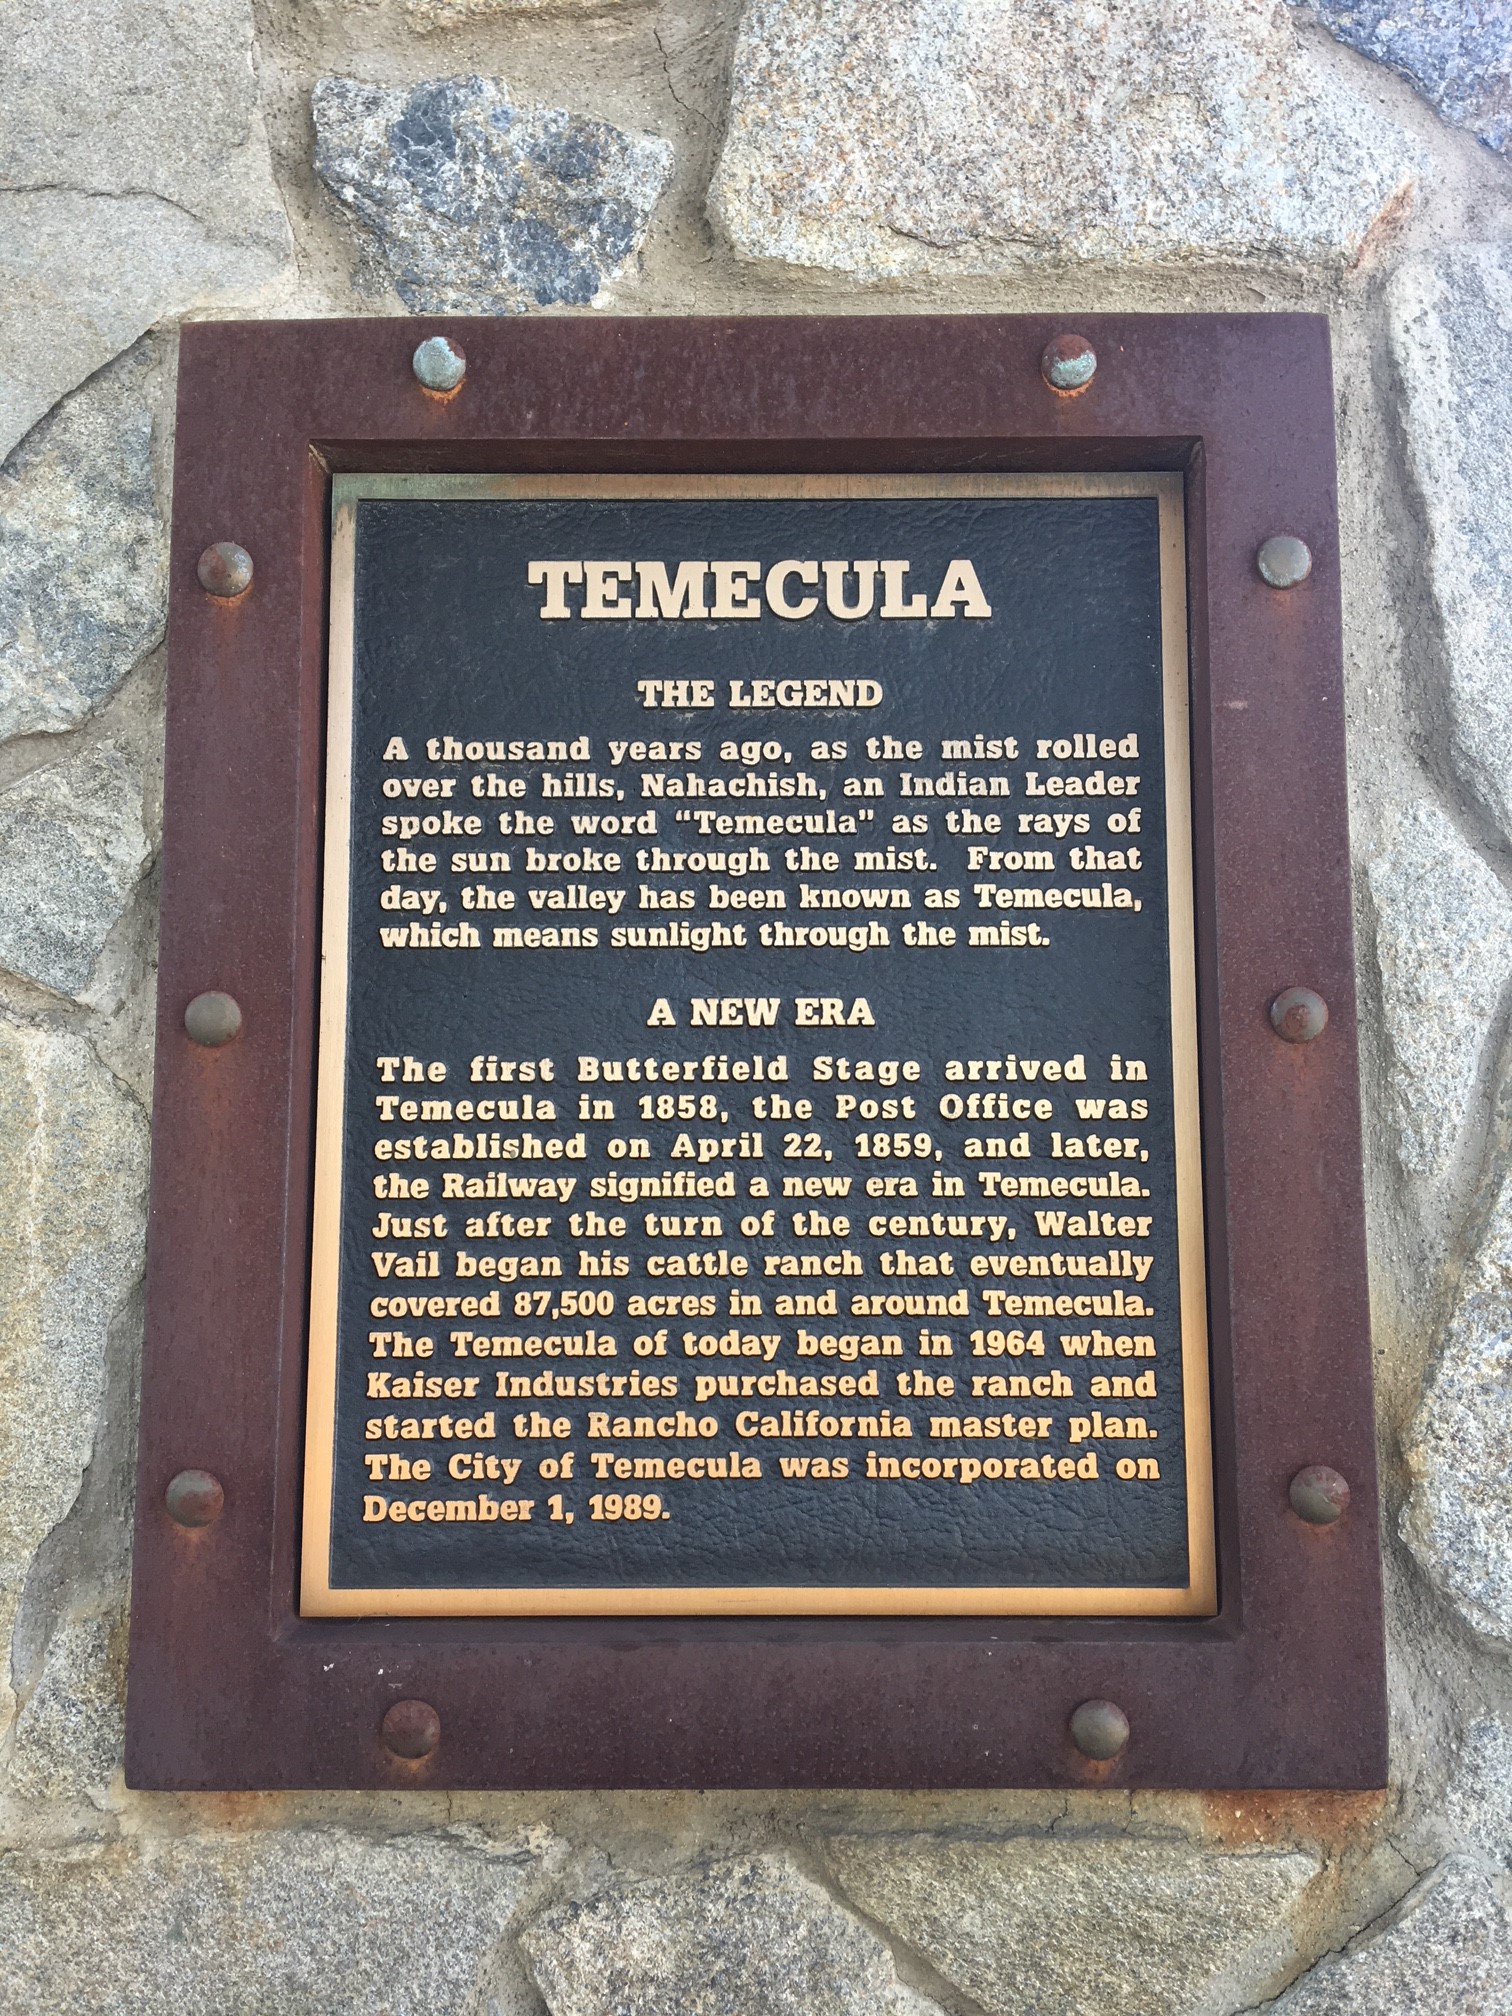 TEMECULA
THE LEGEND
A thousand years ago, as the mist rolled
over the hills, Nahachish, an Indian Leader
spoke the word “Temecula” as the rays of
the sun broke through the mist. From that
day, the valley has been known as Temecula,
which means sunlight through the mist.
A NEW ERA
The first Butterfield Stage arrived in
Temecula in 1858, the Post Office was
established on April 22, 1859, and later,
the Railway signified a new era in Temecula.
Just after the turn of the century, Walter
Vail began his cattle ranch that eventually
covered 87,500 acres in and around Temecula.
The Temecula of today began in 1964 when
Kaiser Industries purchased the ranch and
started the Rancho California master plan.
The City of Temecula was incorporated on
December 1, 1989.